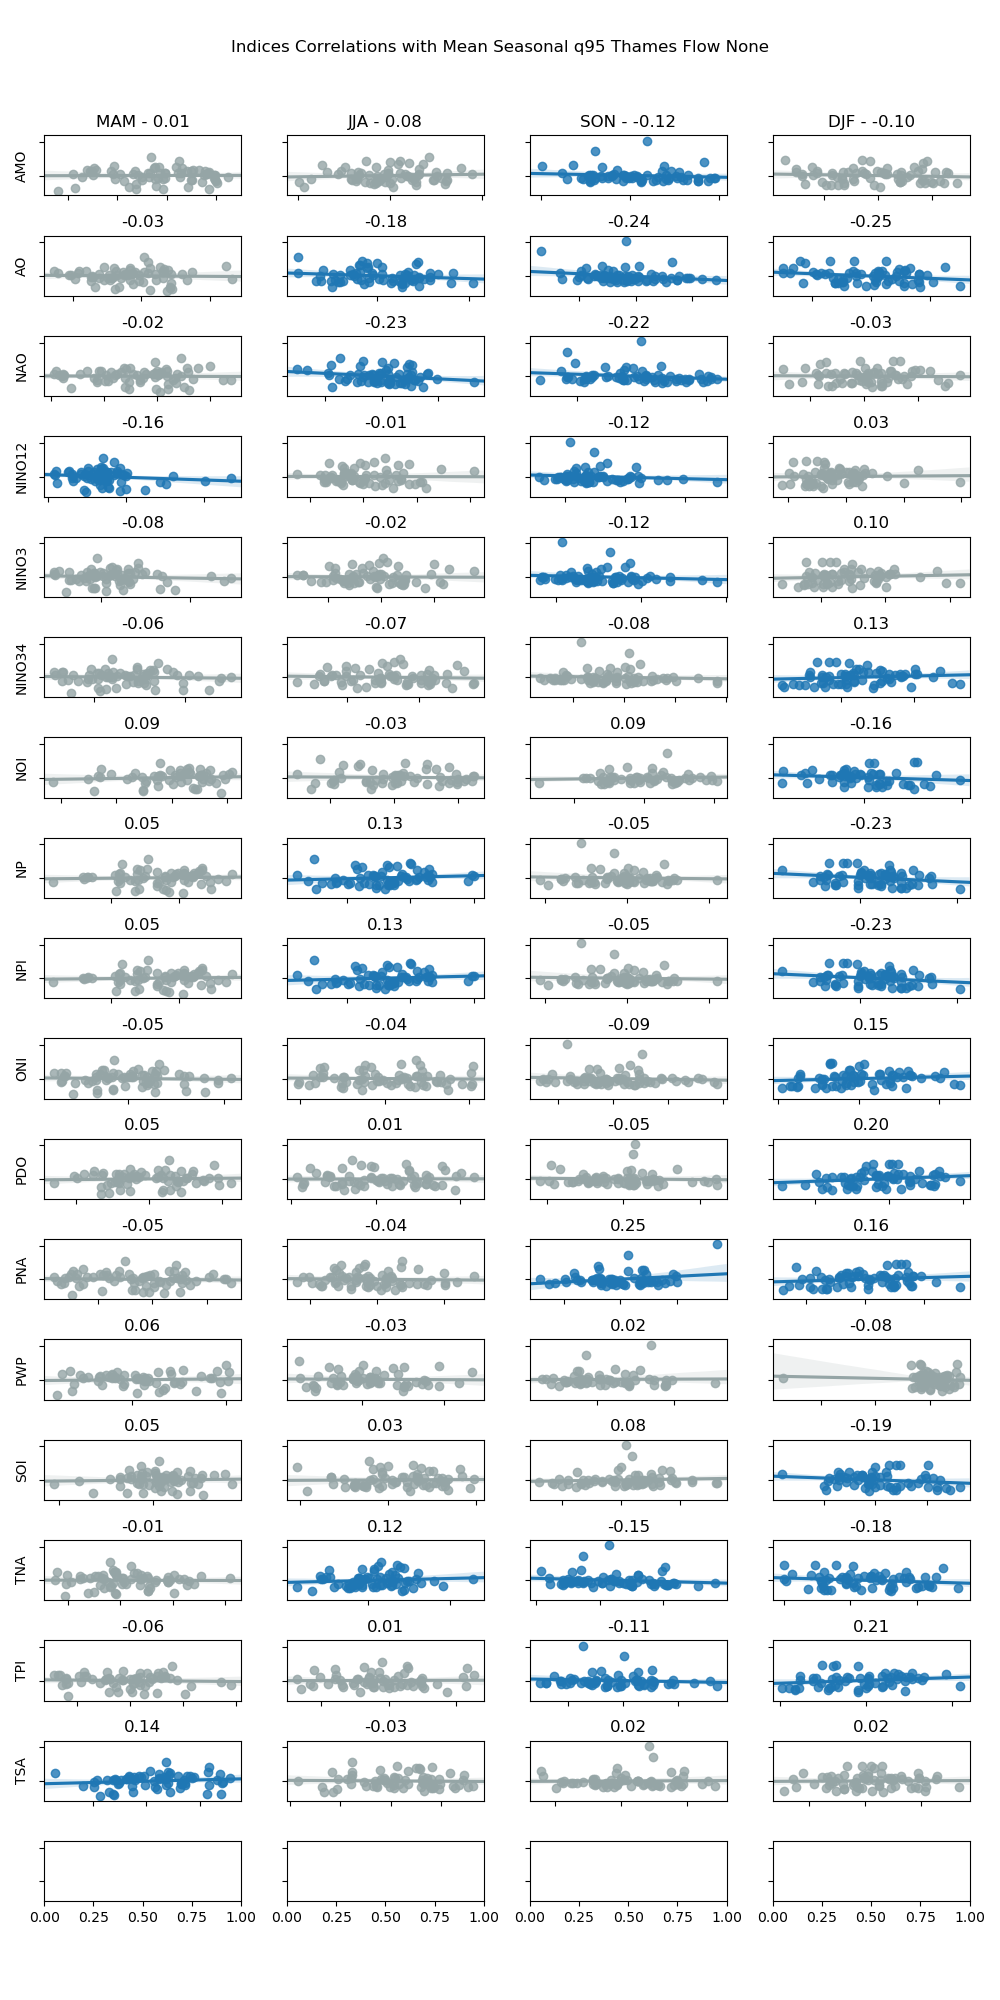 Indices Correlations with Mean Seasonal q95 Thames Flow None
MAM - 0.01 JJA - 0.08 SON - -0.12 DJF - -0.10
AMO
-0.03 -0.18 -0.24 -0.25
AO
-0.02 -0.23 -0.22 -0.03
NAO
-0.16 -0.01 -0.12 0.03
NINO12
-0.08 -0.02 -0.12 0.10
NINO3
-0.06 -0.07 -0.08 0.13
NINO34
0.09 -0.03 0.09 -0.16
NOI
0.05 0.13 -0.05 -0.23
NP
0.05 0.13 -0.05 -0.23
NPI
-0.05 -0.04 -0.09 0.15
ONI
0.05 0.01 -0.05 0.20
PDO
-0.05 -0.04 0.25 0.16
PNA
0.06 -0.03 0.02 -0.08
PWP
0.05 0.03 0.08 -0.19
SOI
-0.01 0.12 -0.15 -0.18
TNA
-0.06 0.01 -0.11 0.21
TPI
0.14 -0.03 0.02 0.02
TSA
0.00 0.25 0.50 0.75 1.00 0.00 0.25 0.50 0.75 1.00 0.00 0.25 0.50 0.75 1.00 0.00 0.25 0.50 0.75 1.00